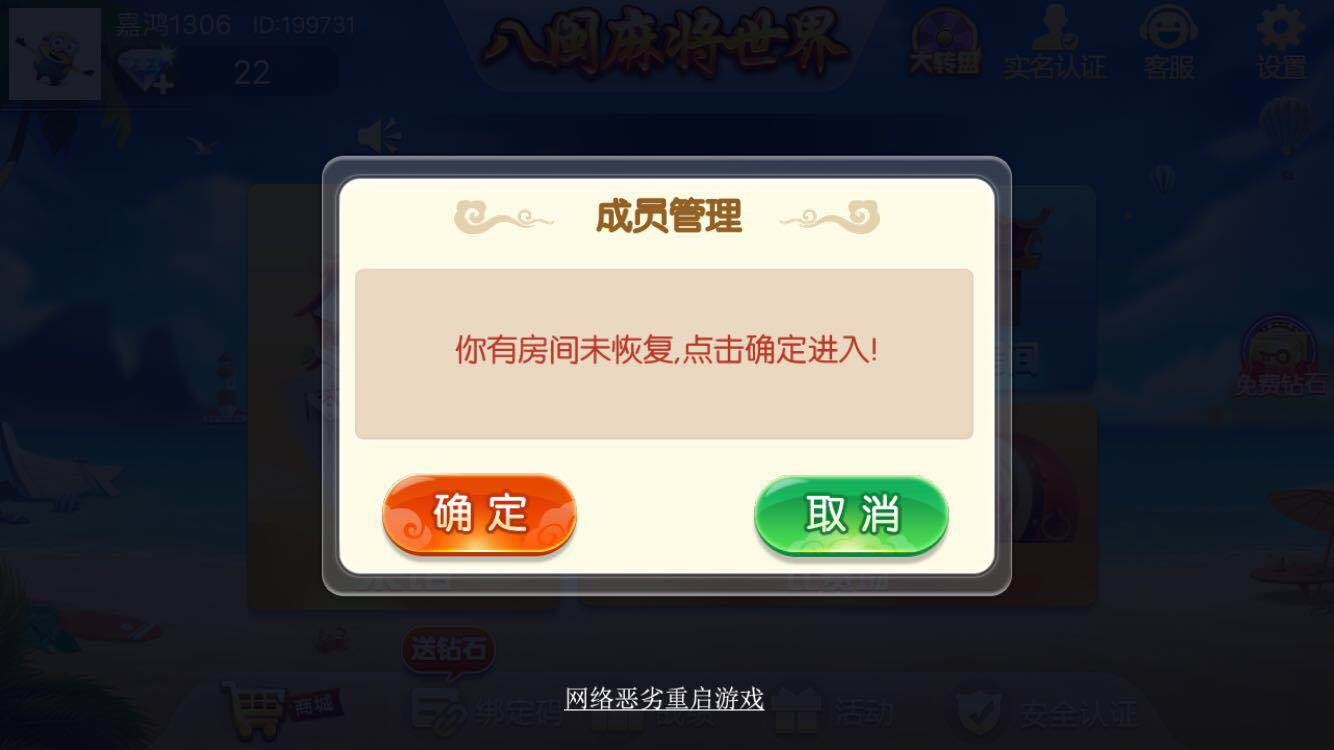 嘉鸿1306 ID:199731
22
八闽麻将世界
大转盘
实名认证
客服
设置
成员管理
你有房间未恢复,点击确定进入!
确定
取消
免费钻石
送钻石
网络恶劣重启游戏
商城
绑定码
活动
安全认证